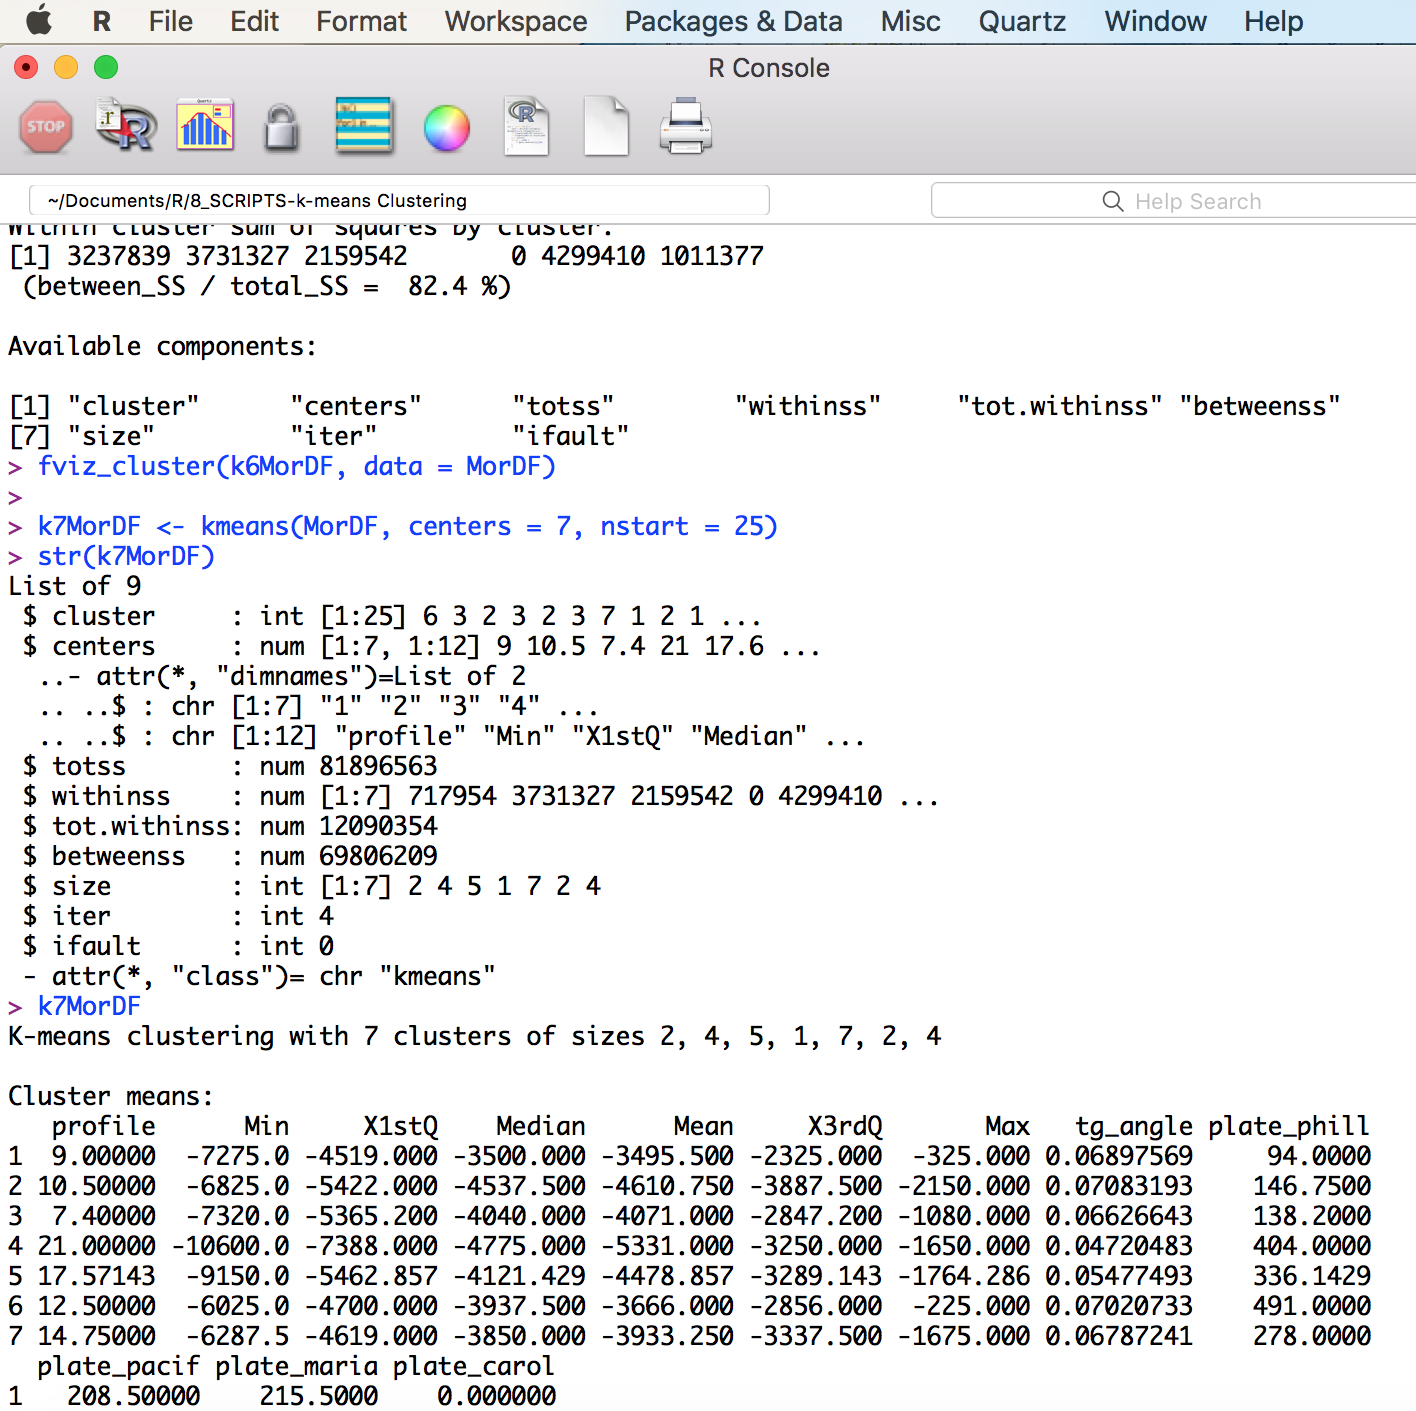 R File Edit Format Workspace Packages & Data Misc Quartz Window Help
R Console
STOP
~/Documents/R/8_SCRIPTS-k-means Clustering
Help Search
Within cluster sum of squares by cluster:
[1] 3237839 3731327 2159542       0 4299410 1011377
 (between_SS / total_SS =  82.4 %)
Available components:
[1] "cluster"      "centers"      "totss"        "withinss"     "tot.withinss" "betweenss"
[7] "size"         "iter"         "ifault"
> fviz_cluster(k6MorDF, data = MorDF)
>
> k7MorDF <- kmeans(MorDF, centers = 7, nstart = 25)
> str(k7MorDF)
List of 9
 $ cluster     : int [1:25] 6 3 2 3 2 3 7 1 2 1 ...
 $ centers     : num [1:7, 1:12] 9 10.5 7.4 21 17.6 ...
  ..- attr(*, "dimnames")=List of 2
  .. ..$ : chr [1:7] "1" "2" "3" "4" ...
  .. ..$ : chr [1:12] "profile" "Min" "X1stQ" "Median" ...
 $ totss       : num 81896563
 $ withinss    : num [1:7] 717954 3731327 2159542 0 4299410 ...
 $ tot.withinss: num 12090354
 $ betweenss   : num 69806209
 $ size        : int [1:7] 2 4 5 1 7 2 4
 $ iter        : int 4
 $ ifault      : int 0
 - attr(*, "class")= chr "kmeans"
> k7MorDF
K-means clustering with 7 clusters of sizes 2, 4, 5, 1, 7, 2, 4
Cluster means:
   profile      Min     X1stQ    Median      Mean     X3rdQ       Max   tg_angle plate_phill
1  9.00000  -7275.0 -4519.000 -3500.000 -3495.500 -2325.000  -325.000 0.06897569     94.0000
2 10.50000  -6825.0 -5422.000 -4537.500 -4610.750 -3887.500 -2150.000 0.07083193    146.7500
3  7.40000  -7320.0 -5365.200 -4040.000 -4071.000 -2847.200 -1080.000 0.06626643    138.2000
4 21.00000 -10600.0 -7388.000 -4775.000 -5331.000 -3250.000 -1650.000 0.04720483    404.0000
5 17.57143  -9150.0 -5462.857 -4121.429 -4478.857 -3289.143 -1764.286 0.05477493    336.1429
6 12.50000  -6025.0 -4700.000 -3937.500 -3666.000 -2856.000  -225.000 0.07020733    491.0000
7 14.75000  -6287.5 -4619.000 -3850.000 -3933.250 -3337.500 -1675.000 0.06787241    278.0000
  plate_pacif plate_maria plate_carol
1   208.50000    215.5000    0.000000